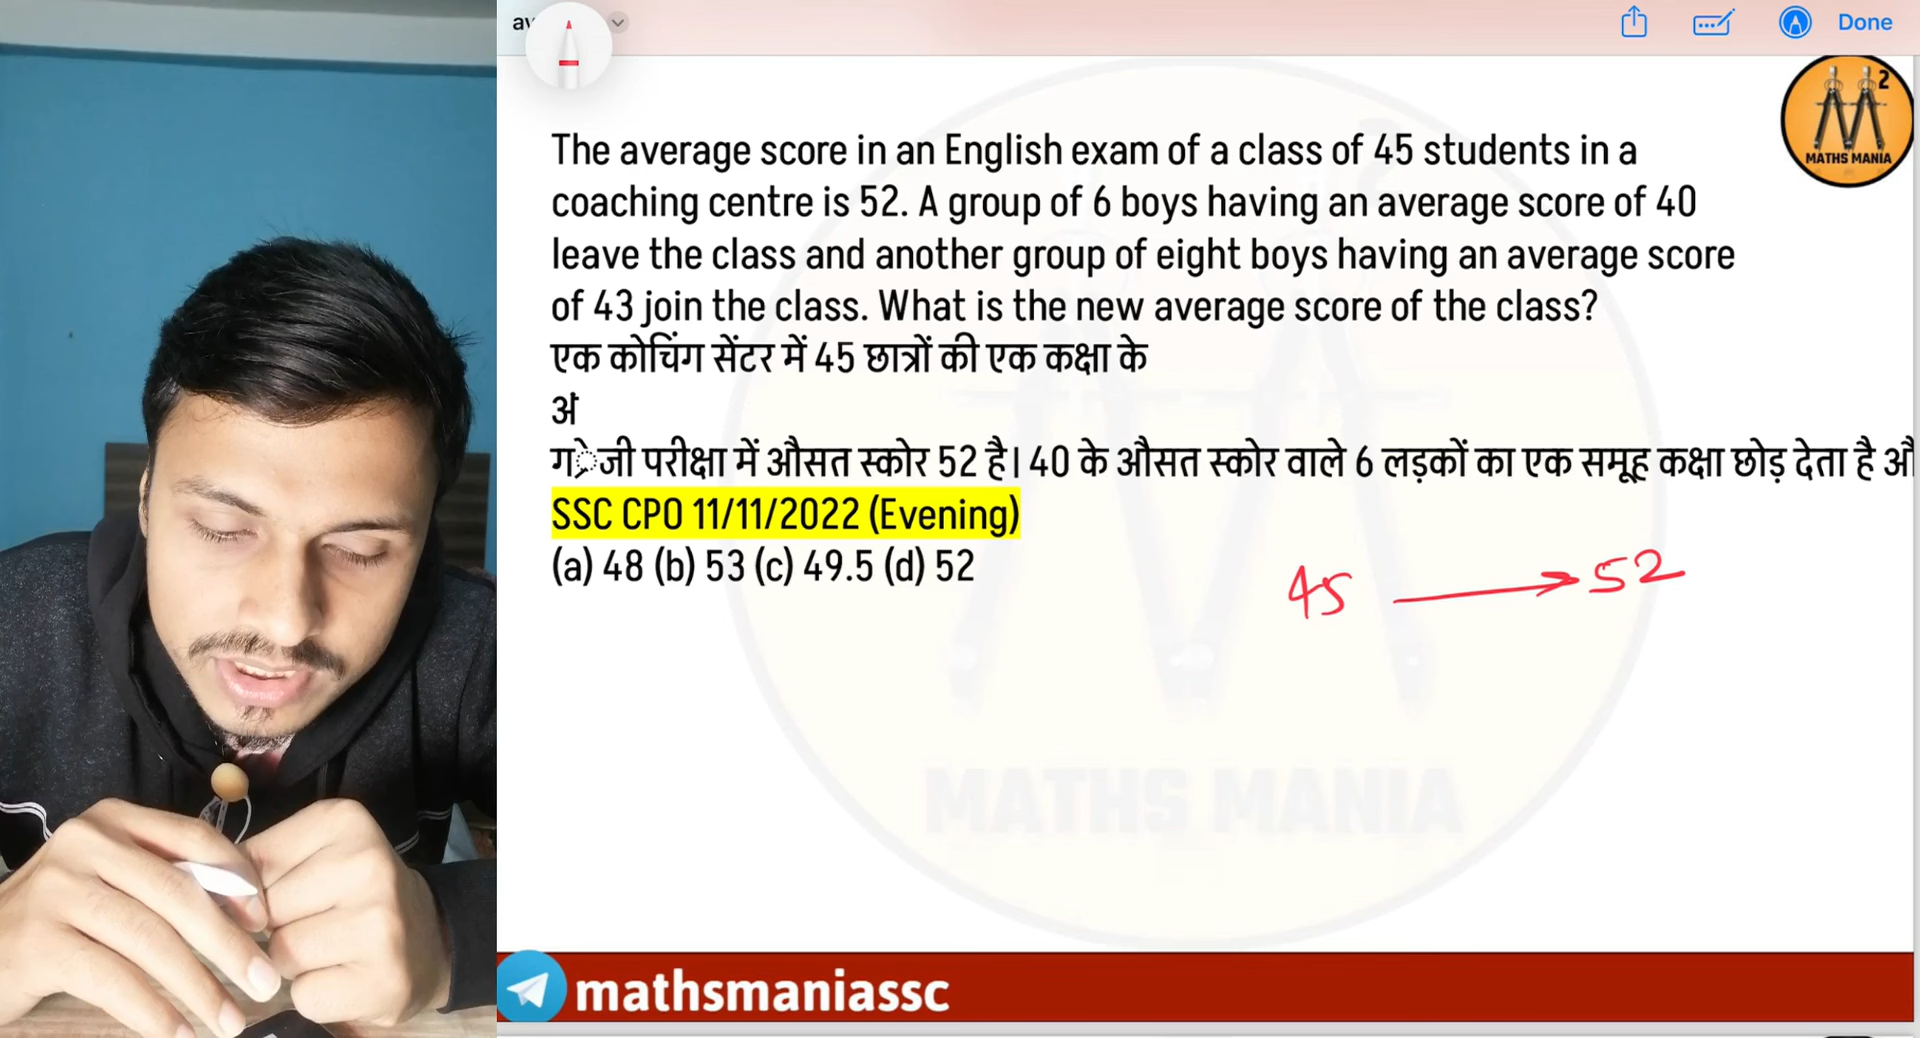 Done
2
MATHS MANIA
The average score in an English exam of a class of 45 students in a
coaching centre is 52. A group of 6 boys having an average score of 40
leave the class and another group of eight boys having an average score
of 43 join the class. What is the new average score of the class?
एक कोचिंग सेंटर में 45 छात्रों की एक कक्षा के
अं
ग्रेजी परीक्षा में औसत स्कोर 52 है। 40 के औसत स्कोर वाले 6 लड़कों का एक समूह कक्षा छोड़ देता है औ
SSC CPO 11/11/2022 (Evening)
(a) 48 (b) 53 (c) 49.5 (d) 52
45 → 52
MATHS MANIA
mathsmaniassc